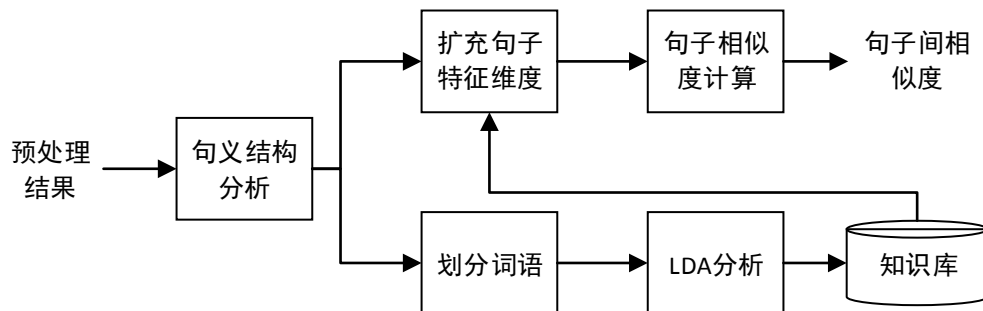 扩充句子
特征维度
句子相似
度计算
句子间相
似度
预处理
结果
句义结构
分析
划分词语
LDA分析
知识库